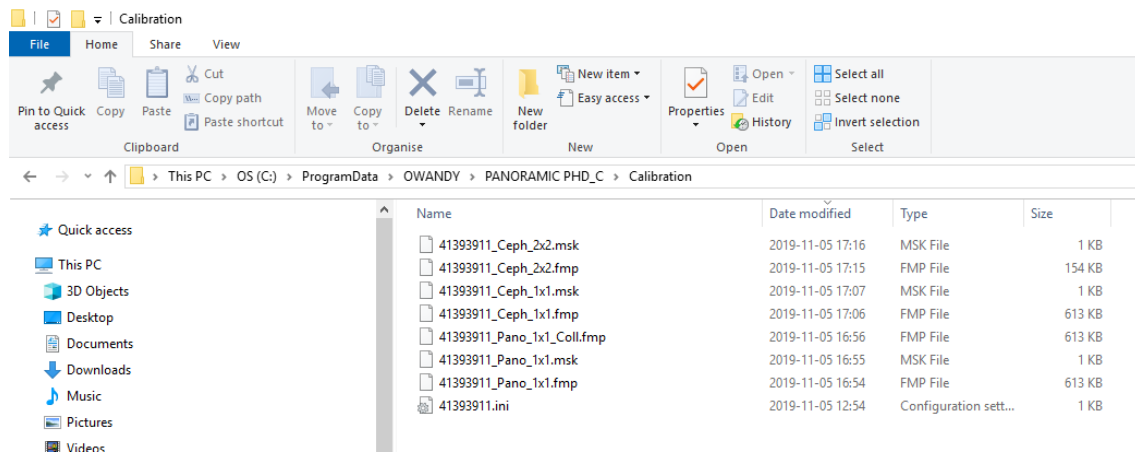 Calibration
File Home Share View
Pin to Quick access
Copy
Paste
Cut
Copy path
Paste shortcut
Clipboard
Move to
Copy to
Delete
Rename
Organise
New folder
New item
Easy access
New
Properties
Open
Edit
History
Open
Select all
Select none
Invert selection
Select
This PC > OS (C:) > ProgramData > OWANDY > PANORAMIC PHD_C > Calibration
Quick access
This PC
3D Objects
Desktop
Documents
Downloads
Music
Pictures
Videos
Name Date modified Type Size
41393911_Ceph_2x2.msk 2019-11-05 17:16 MSK File 1 KB
41393911_Ceph_2x2.fmp 2019-11-05 17:15 FMP File 154 KB
41393911_Ceph_1x1.msk 2019-11-05 17:07 MSK File 1 KB
41393911_Ceph_1x1.fmp 2019-11-05 17:06 FMP File 613 KB
41393911_Pano_1x1_Coll.fmp 2019-11-05 16:56 FMP File 613 KB
41393911_Pano_1x1.msk 2019-11-05 16:55 MSK File 1 KB
41393911_Pano_1x1.fmp 2019-11-05 16:54 FMP File 613 KB
41393911.ini 2019-11-05 12:54 Configuration sett... 1 KB